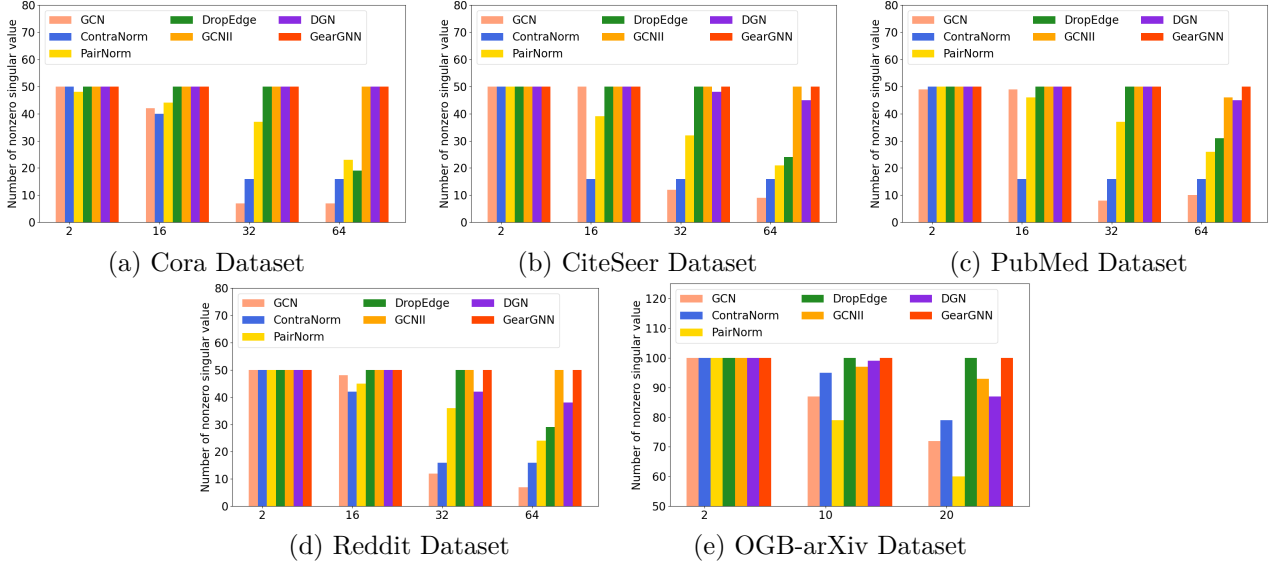 GCN DropEdge DGN
ContraNorm GCNII GearGNN
PairNorm
Number of nonzero singular value
80
70
60
50
40
30
20
10
0
2 16 32 64
(a) Cora Dataset
GCN DropEdge DGN
ContraNorm GCNII GearGNN
PairNorm
Number of nonzero singular value
80
70
60
50
40
30
20
10
0
2 16 32 64
(b) CiteSeer Dataset
GCN DropEdge DGN
ContraNorm GCNII GearGNN
PairNorm
Number of nonzero singular value
80
70
60
50
40
30
20
10
0
2 16 32 64
(c) PubMed Dataset
GCN DropEdge DGN
ContraNorm GCNII GearGNN
PairNorm
Number of nonzero singular value
80
70
60
50
40
30
20
10
0
2 16 32 64
(d) Reddit Dataset
GCN DropEdge DGN
ContraNorm GCNII GearGNN
PairNorm
Number of nonzero singular value
120
110
100
90
80
70
60
50
2 10 20
(e) OGB-arXiv Dataset